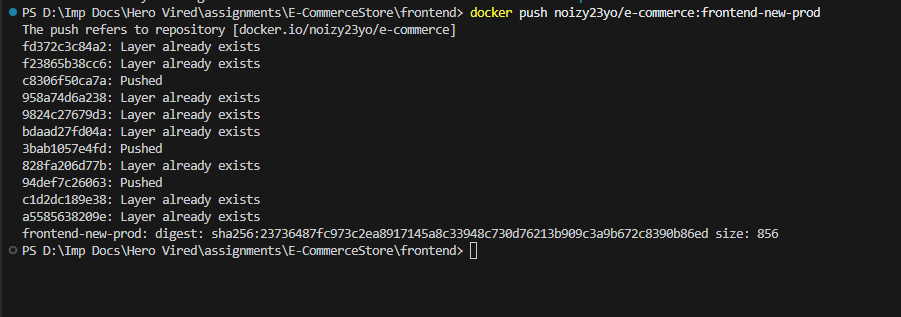 PS D:\Imp Docs\Hero Vired\assignments\E-CommerceStore\frontend> docker push noizy23yo/e-commerce:frontend-new-prod
The push refers to repository [docker.io/noizy23yo/e-commerce]
fd372c3c84a2: Layer already exists
f23865b38cc6: Layer already exists
c8306f50ca7a: Pushed
958a74d6a238: Layer already exists
9824c27679d3: Layer already exists
bdaad27fd04a: Layer already exists
3bab1057e4fd: Pushed
828fa206d77b: Layer already exists
94def7c26063: Pushed
c1d2dc189e38: Layer already exists
a5585638209e: Layer already exists
frontend-new-prod: digest: sha256:23736487fc973c2ea8917145a8c33948c730d76213b909c3a9b672c8390b86ed size: 856
PS D:\Imp Docs\Hero Vired\assignments\E-CommerceStore\frontend>